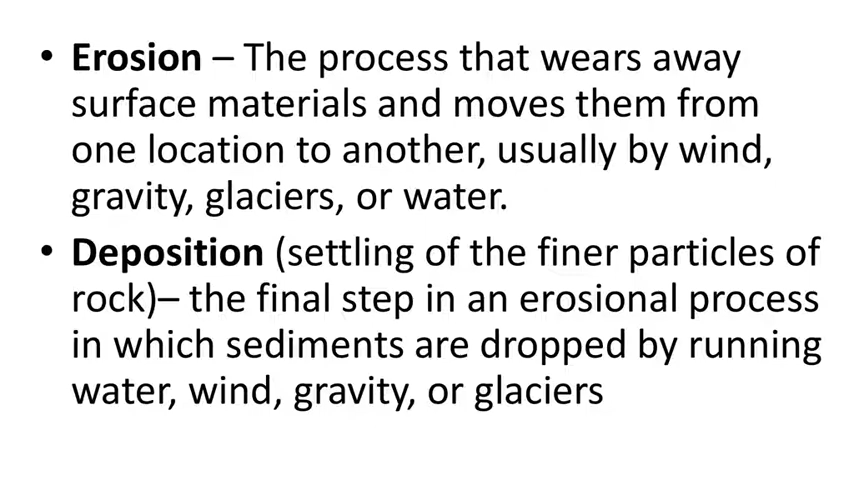 • Erosion – The process that wears away
surface materials and moves them from
one location to another, usually by wind,
gravity, glaciers, or water.
• Deposition (settling of the finer particles of
rock)– the final step in an erosional process
in which sediments are dropped by running
water, wind, gravity, or glaciers